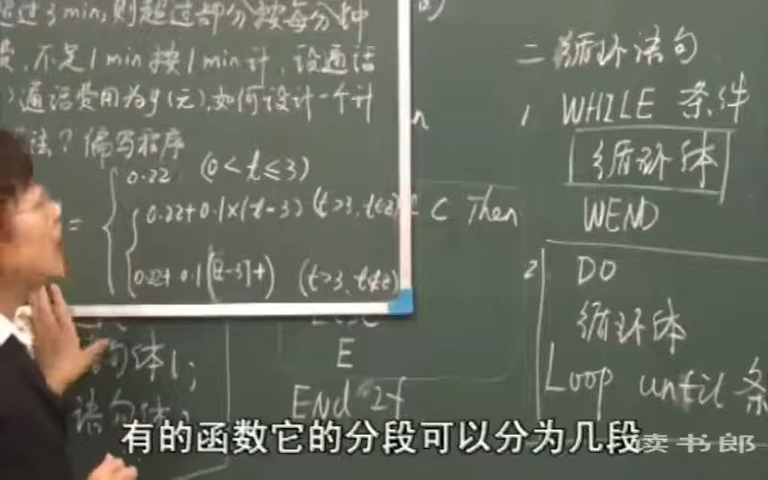 超过3min,则超过部分按每分钟
费,不足1min按1min计,设通话
通话费用为y(元),如何设计一个计
法?编写程序
= { 0.22 (0<t≤3)
0.22+0.1×(t-3) (t>3, t∈z)
0.22+0.1([t-3]+1) (t>3, t∉z)
C Then
句体1;
语句体2
E
End If
二 循环语句
1 WHILE 条件
循环体
WEND
2 DO
循环体
Loop until 条
有的函数它的分段可以分为几段
读书郎